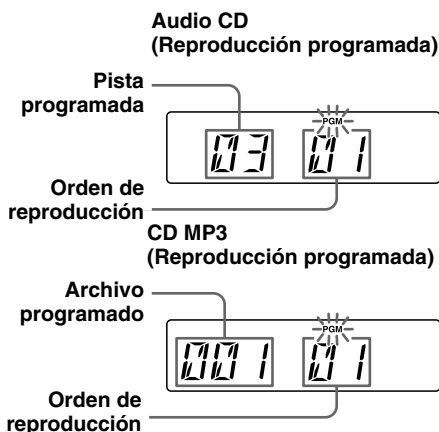 Audio CD
(Reproducción programada)
Pista
programada
PGM
03 01
Orden de
reproducción
CD MP3
(Reproducción programada)
Archivo
programado
PGM
001 01
Orden de
reproducción